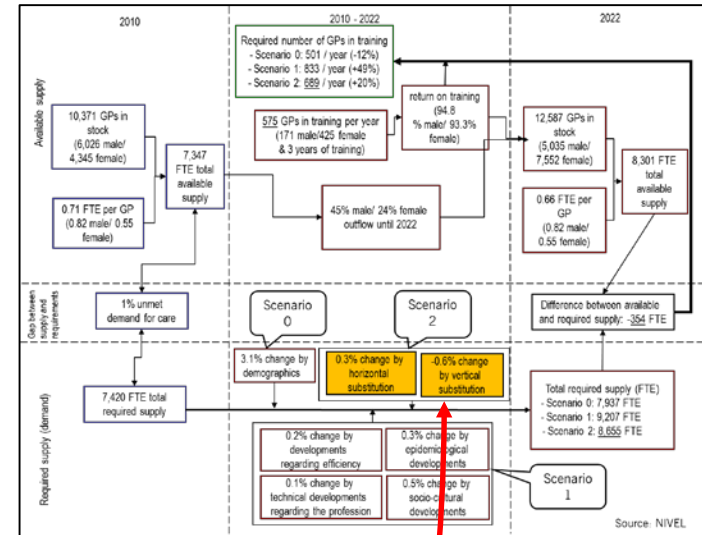 2010
2010 - 2022
2022
Available supply
Required number of GPs in training
- Scenario 0: 501 / year (-12%)
- Scenario 1: 833 / year (+49%)
- Scenario 2: 689 / year (+20%)
10,371 GPs in
stock
(6,026 male/
4,345 female)
0.71 FTE per GP
(0.82 male/ 0.55
female)
7,347
FTE total
available
supply
575 GPs in training per year
(171 male/425 female
& 3 years of training)
return on training
(94.8
% male/ 93.3%
female)
45% male/ 24% female
outflow until 2022
12,587 GPs in
stock
(5,035 male/
7,552 female)
0.66 FTE per
GP
(0.82 male/
0.55 female)
8,301 FTE
total
available
supply
Gap between
supply and
requirements
1% unmet
demand for care
Scenario
0
Scenario
2
Difference between available
and required supply: -354 FTE
Required supply (demand)
7,420 FTE total
required supply
3.1% change by
demographics
0.3% change by
horizontal
substitution
-0.6% change
by vertical
substitution
0.2% change by
developments
regarding efficiency
0.3% change by
epidemiological
developments
0.1% change by
technical developments
regarding the profession
0.5% change by
socio-cultural
developments
Scenario
1
Total required supply (FTE)
- Scenario 0: 7,937 FTE
- Scenario 1: 9,207 FTE
- Scenario 2: 8,655 FTE
Source: NIVEL